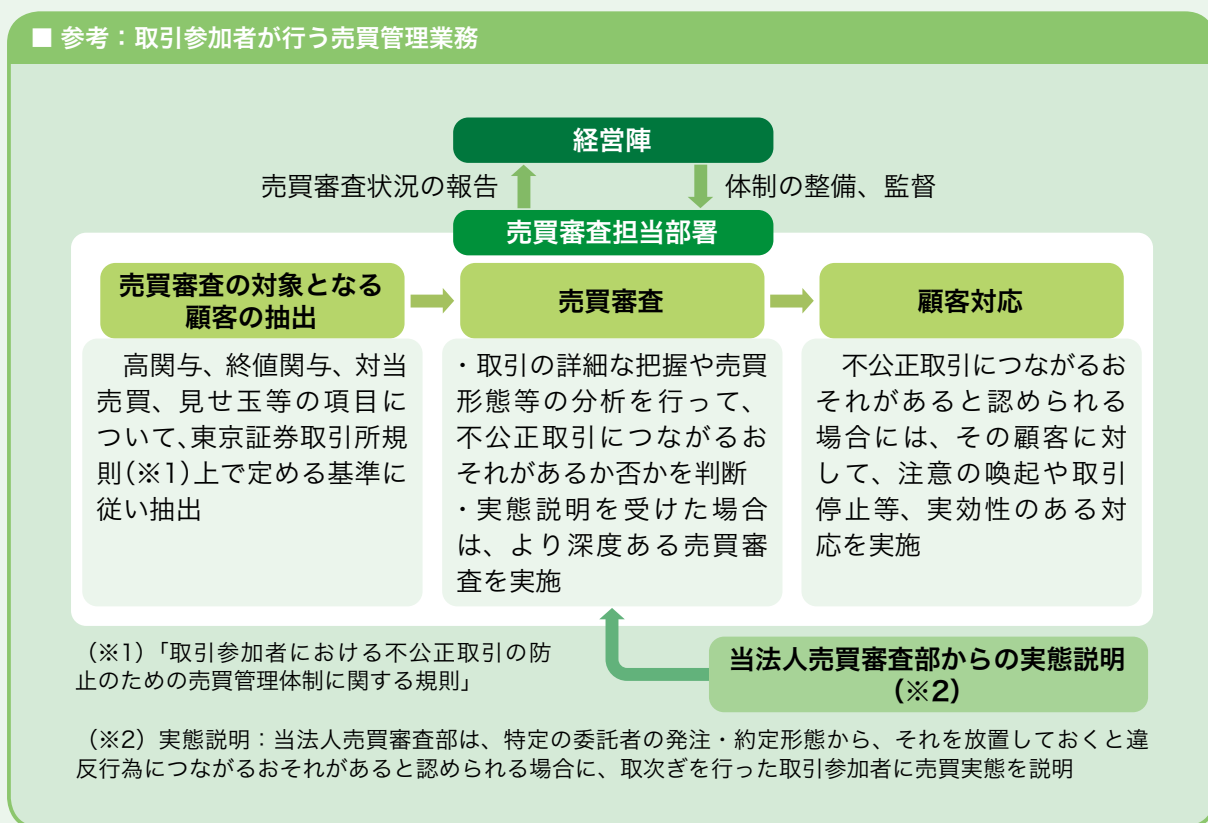 ■ 参考:取引参加者が行う売買管理業務
経営陣
売買審査状況の報告
体制の整備、監督
売買審査担当部署
売買審査の対象となる
顧客の抽出
高関与、終値関与、対当
売買、見せ玉等の項目に
ついて、東京証券取引所規
則(※1)上で定める基準に
従い抽出
売買審査
・取引の詳細な把握や売買
形態等の分析を行って、
不公正取引につながるお
それがあるか否かを判断
・実態説明を受けた場合
は、より深度ある売買審
査を実施
顧客対応
不公正取引につながるお
それがあると認められる
場合には、その顧客に対
して、注意の喚起や取引
停止等、実効性のある対
応を実施
(※1)「取引参加者における不公正取引の防
止のための売買管理体制に関する規則」
当法人売買審査部からの実態説明
(※2)
(※2)実態説明:当法人売買審査部は、特定の委託者の発注・約定形態から、それを放置しておくと違
反行為につながるおそれがあると認められる場合に、取次ぎを行った取引参加者に売買実態を説明